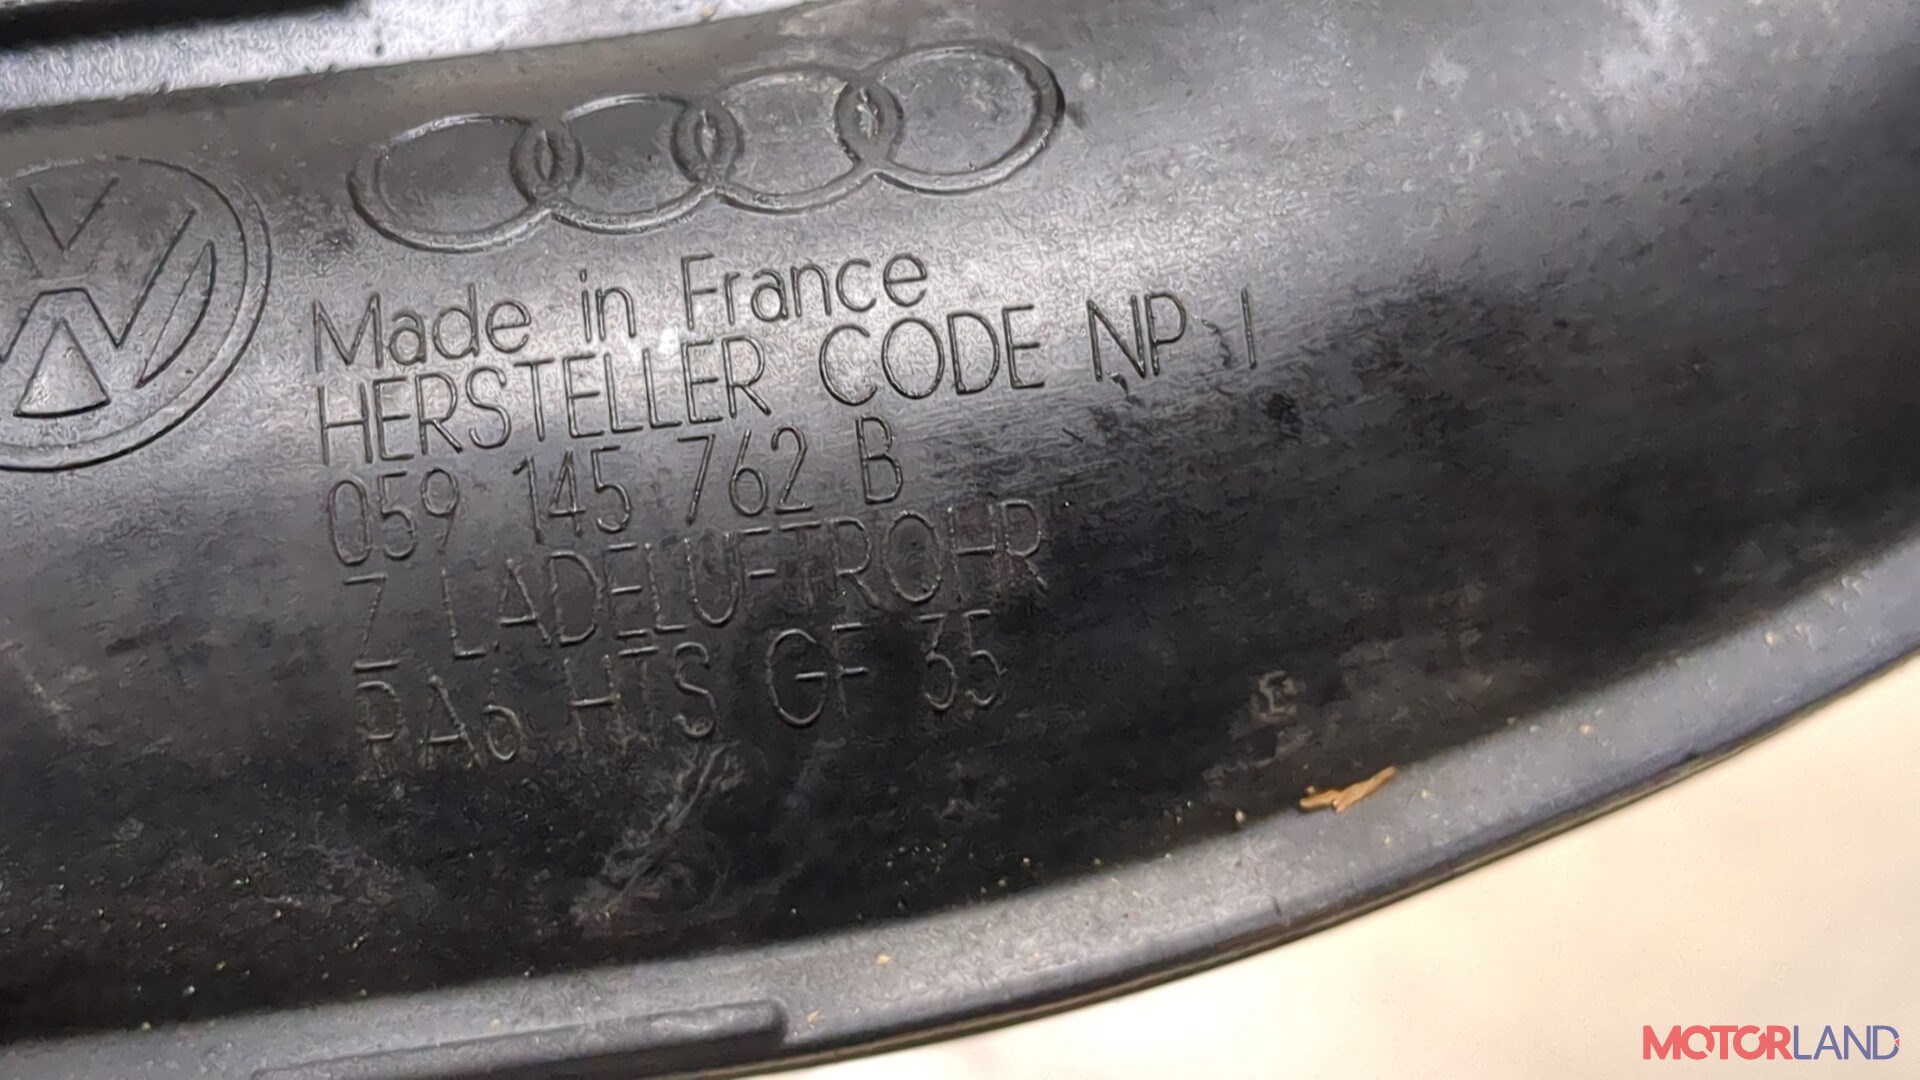 Made in France
HERSTELLER CODE NP I
059 145 762 B
Z LADELUFTROHR
PA6 HTS GF 35
MOTORLAND